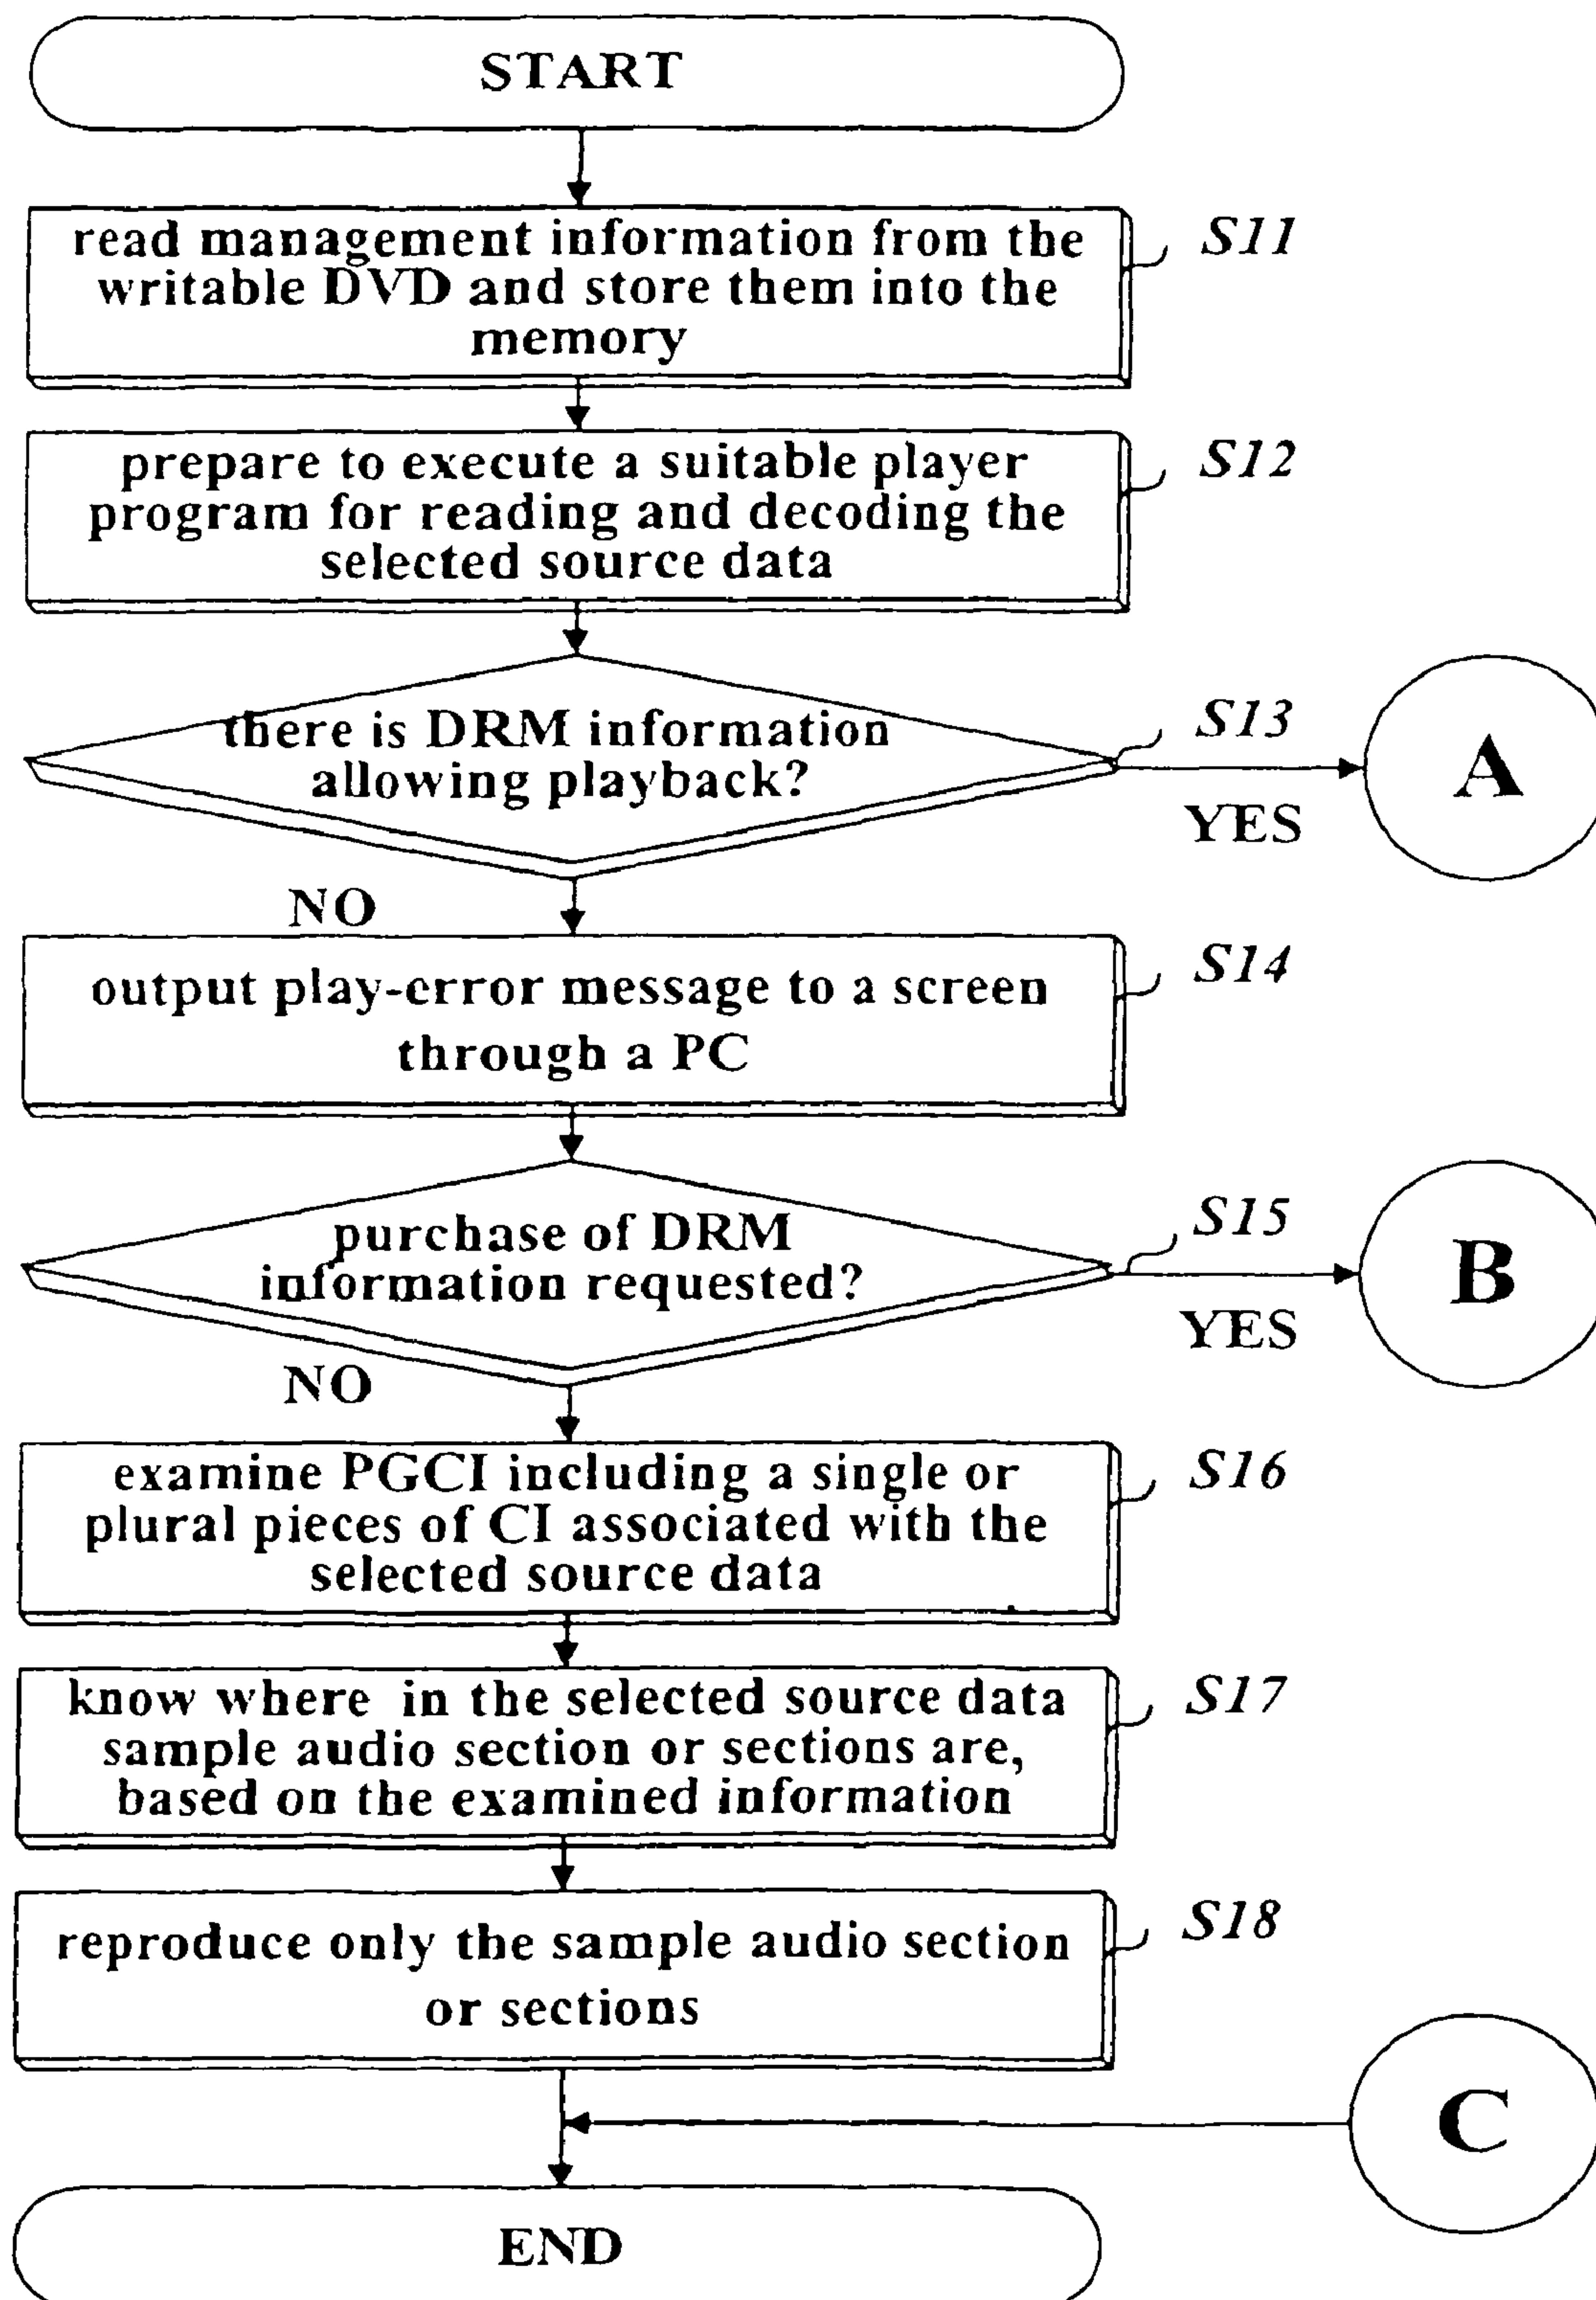 START
read management information from the
writable DVD and store them into the
memory
S11
prepare to execute a suitable player
program for reading and decoding the
selected source data
S12
there is DRM information
allowing playback?
S13
YES
A
NO
output play-error message to a screen
through a PC
S14
purchase of DRM
information requested?
S15
YES
B
NO
examine PGCI including a single or
plural pieces of CI associated with the
selected source data
S16
know where in the selected source data
sample audio section or sections are,
based on the examined information
S17
reproduce only the sample audio section
or sections
S18
C
END